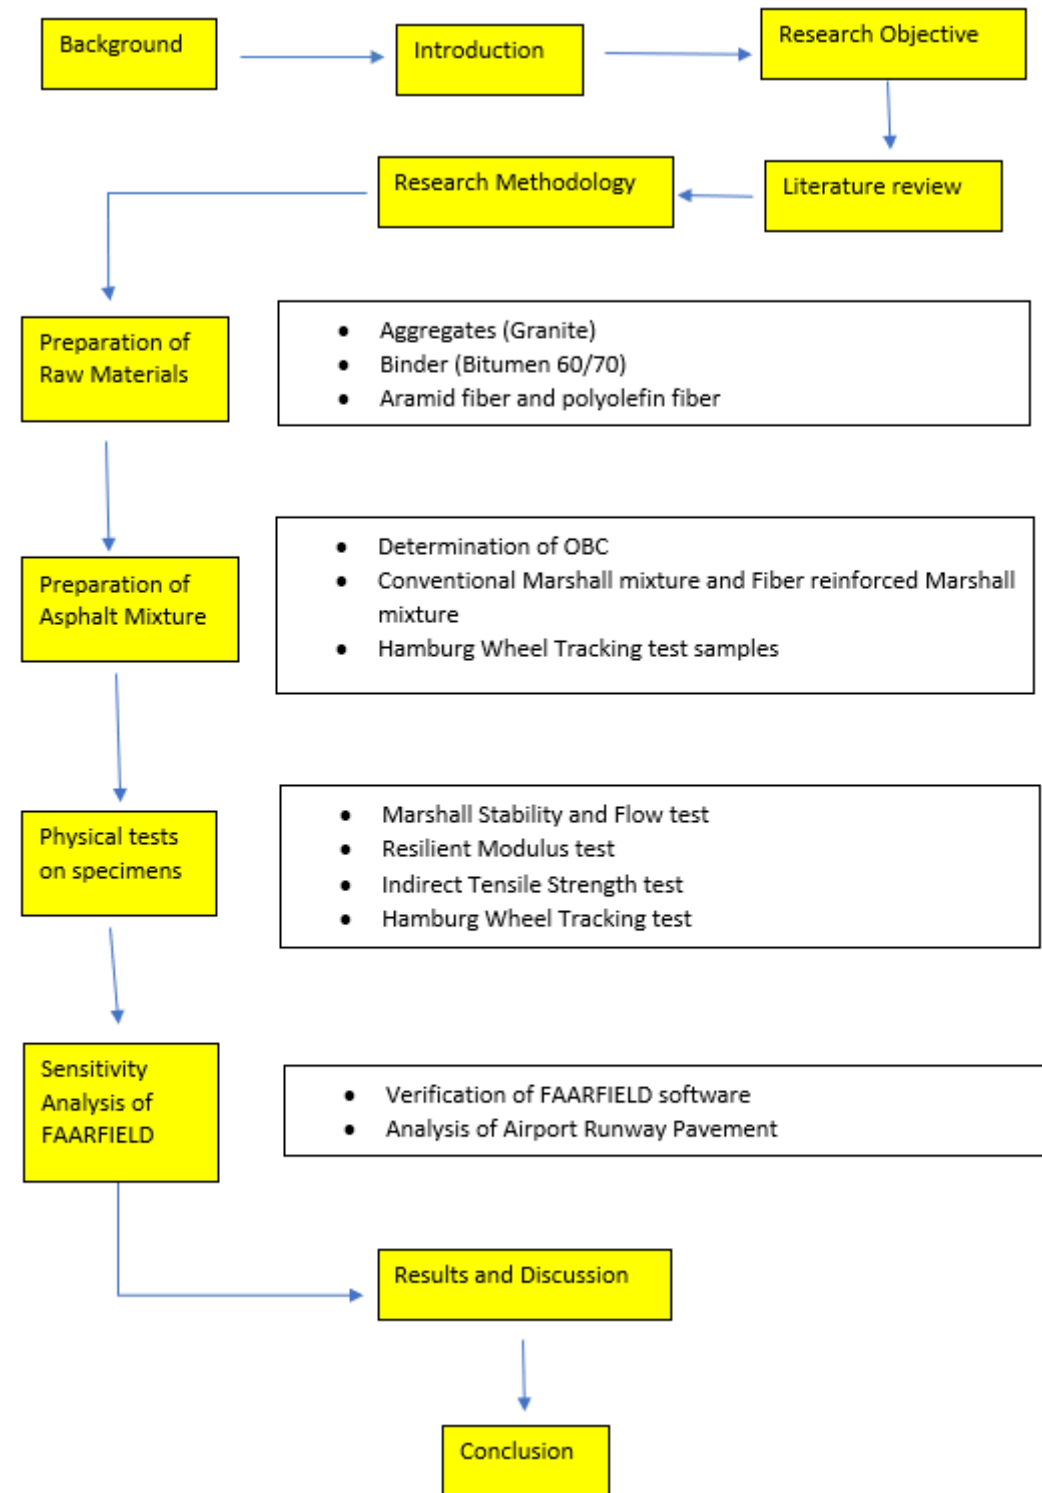 Background
Introduction
Research Objective
Research Methodology
Literature review
Preparation of
Raw Materials
• Aggregates (Granite)
• Binder (Bitumen 60/70)
• Aramid fiber and polyolefin fiber
Preparation of
Asphalt Mixture
• Determination of OBC
• Conventional Marshall mixture and Fiber reinforced Marshall
mixture
• Hamburg Wheel Tracking test samples
Physical tests
on specimens
• Marshall Stability and Flow test
• Resilient Modulus test
• Indirect Tensile Strength test
• Hamburg Wheel Tracking test
Sensitivity
Analysis of
FAARFIELD
• Verification of FAARFIELD software
• Analysis of Airport Runway Pavement
Results and Discussion
Conclusion